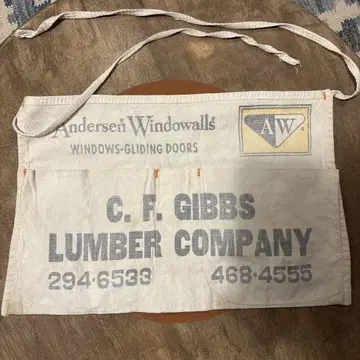 Andersen Windowalls
AW
WINDOWS-GLIDING DOORS
C. F. GIBBS
LUMBER COMPANY
294-6533 468-4555